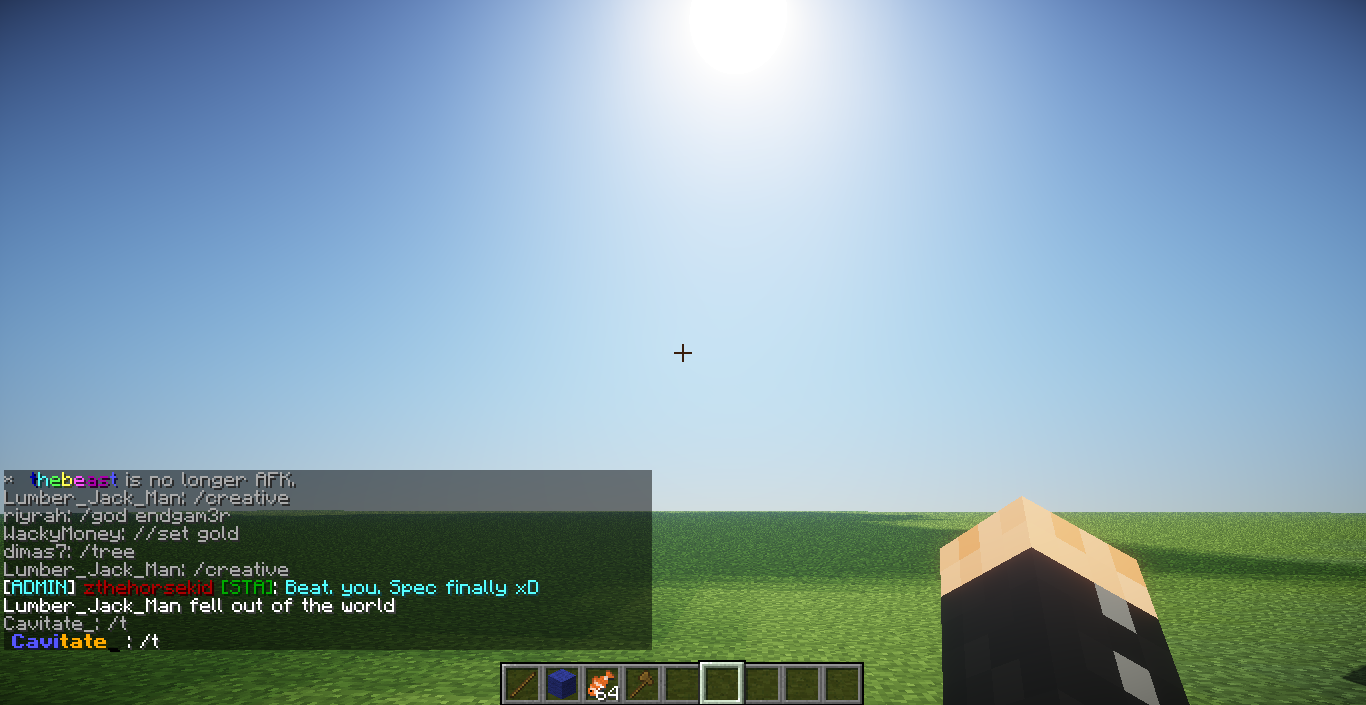 * thebeast is no longer AFK.
Lumber_Jack_Man: /creative
riyrah: /god endgam3r
WackyMoney: //set gold
dimas7: /tree
Lumber_Jack_Man: /creative
[ADMIN] zthehorsekid [STA]: Beat. you. Spec finally xD
Lumber_Jack_Man fell out of the world
Cavitate_: /t
Cavitate_ : /t
64